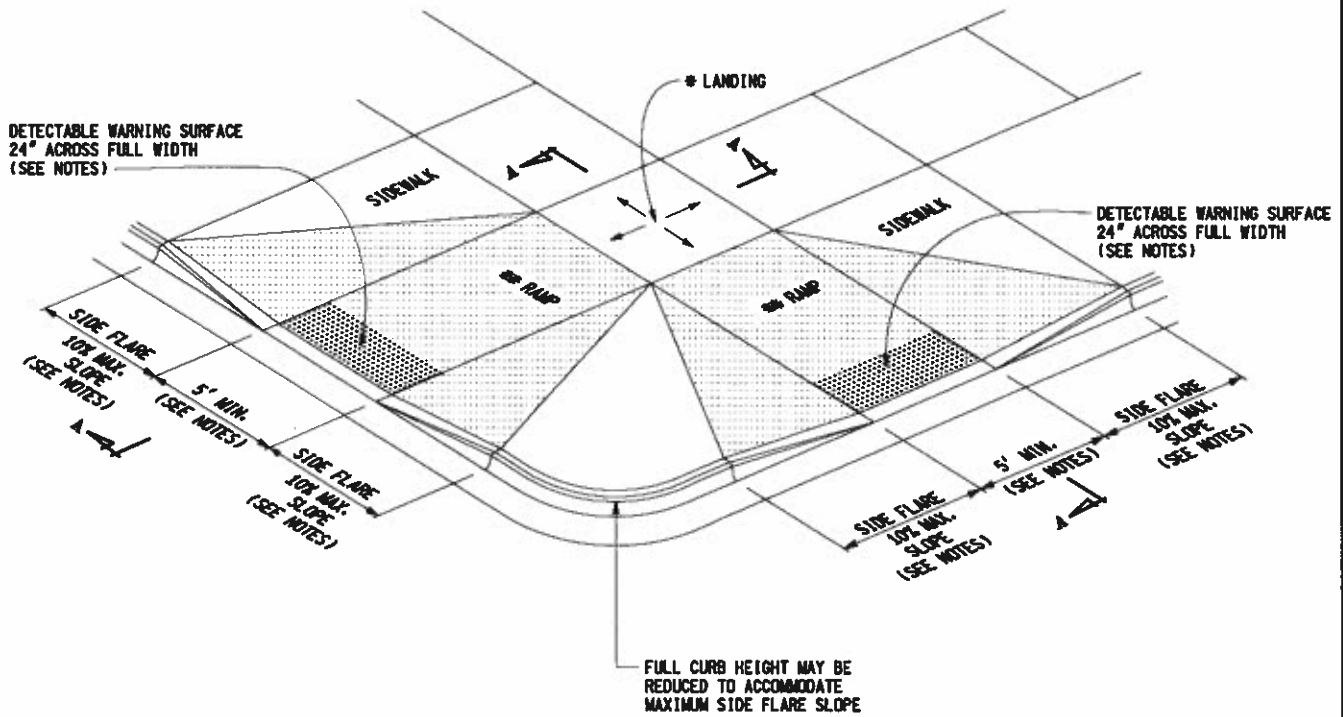 * LANDING
DETECTABLE WARNING SURFACE
24" ACROSS FULL WIDTH
(SEE NOTES)
SIDEWALK
A
A
SIDEWALK
DETECTABLE WARNING SURFACE
24" ACROSS FULL WIDTH
(SEE NOTES)
** RAMP
** RAMP
SIDE FLARE
10% MAX.
SLOPE
(SEE NOTES)
5' MIN.
(SEE NOTES)
A
SIDE FLARE
10% MAX.
SLOPE
(SEE NOTES)
SIDE FLARE
10% MAX.
SLOPE
(SEE NOTES)
5' MIN.
(SEE NOTES)
A
SIDE FLARE
10% MAX.
SLOPE
(SEE NOTES)
FULL CURB HEIGHT MAY BE
REDUCED TO ACCOMMODATE
MAXIMUM SIDE FLARE SLOPE